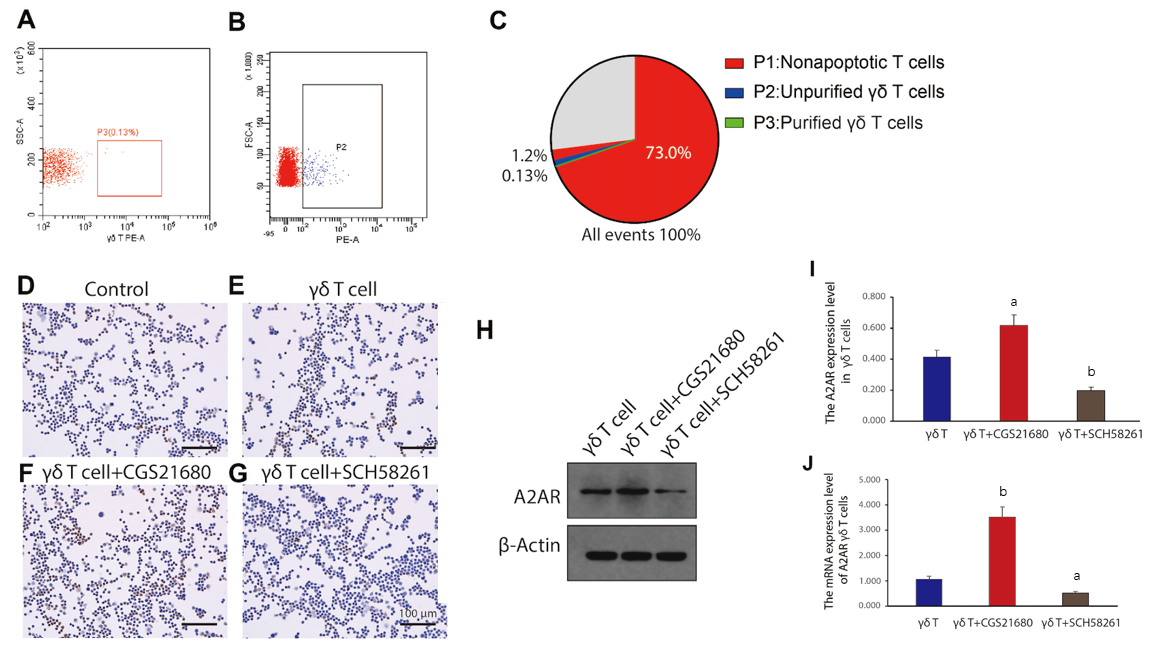 A
(x 10³)
600
400
200
0
SSC-A
P3(0.13%)
10² 10³ 10⁴ 10⁵ 10⁶
γδ T PE-A
B
(x 1,000)
250
200
150
100
50
FSC-A
P2
-95 0 10² 10³ 10⁴ 10⁵
PE-A
C
P1:Nonapoptotic T cells
P2:Unpurified γδ T cells
P3:Purified γδ T cells
73.0%
1.2%
0.13%
All events 100%
D
Control
E
γδ T cell
F
γδ T cell+CGS21680
G
γδ T cell+SCH58261
100 μm
H
γδ T cell
γδ T cell+CGS21680
γδ T cell+SCH58261
A2AR
β-Actin
I
The A2AR expression level
in γδ T cells
0.800
0.600
0.400
0.200
0.000
a
b
γδ T γδ T+CGS21680 γδ T+SCH58261
J
The mRNA expression level
of A2AR γδ T cells
5.000
4.000
3.000
2.000
1.000
0.000
b
a
γδ T γδ T+CGS21680 γδ T+SCH58261